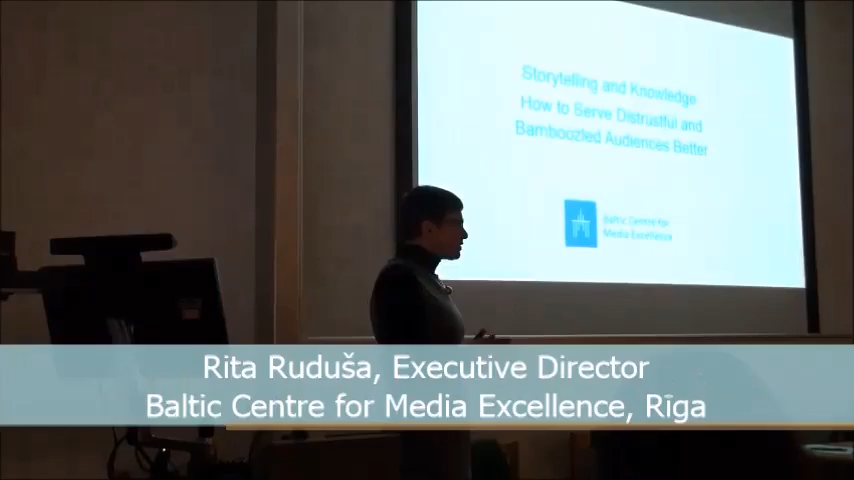 Storytelling and Knowledge
How to Serve Distrustful and
Bamboozled Audiences Better
Baltic Centre for
Media Excellence
Rita Ruduša, Executive Director
Baltic Centre for Media Excellence, Rīga